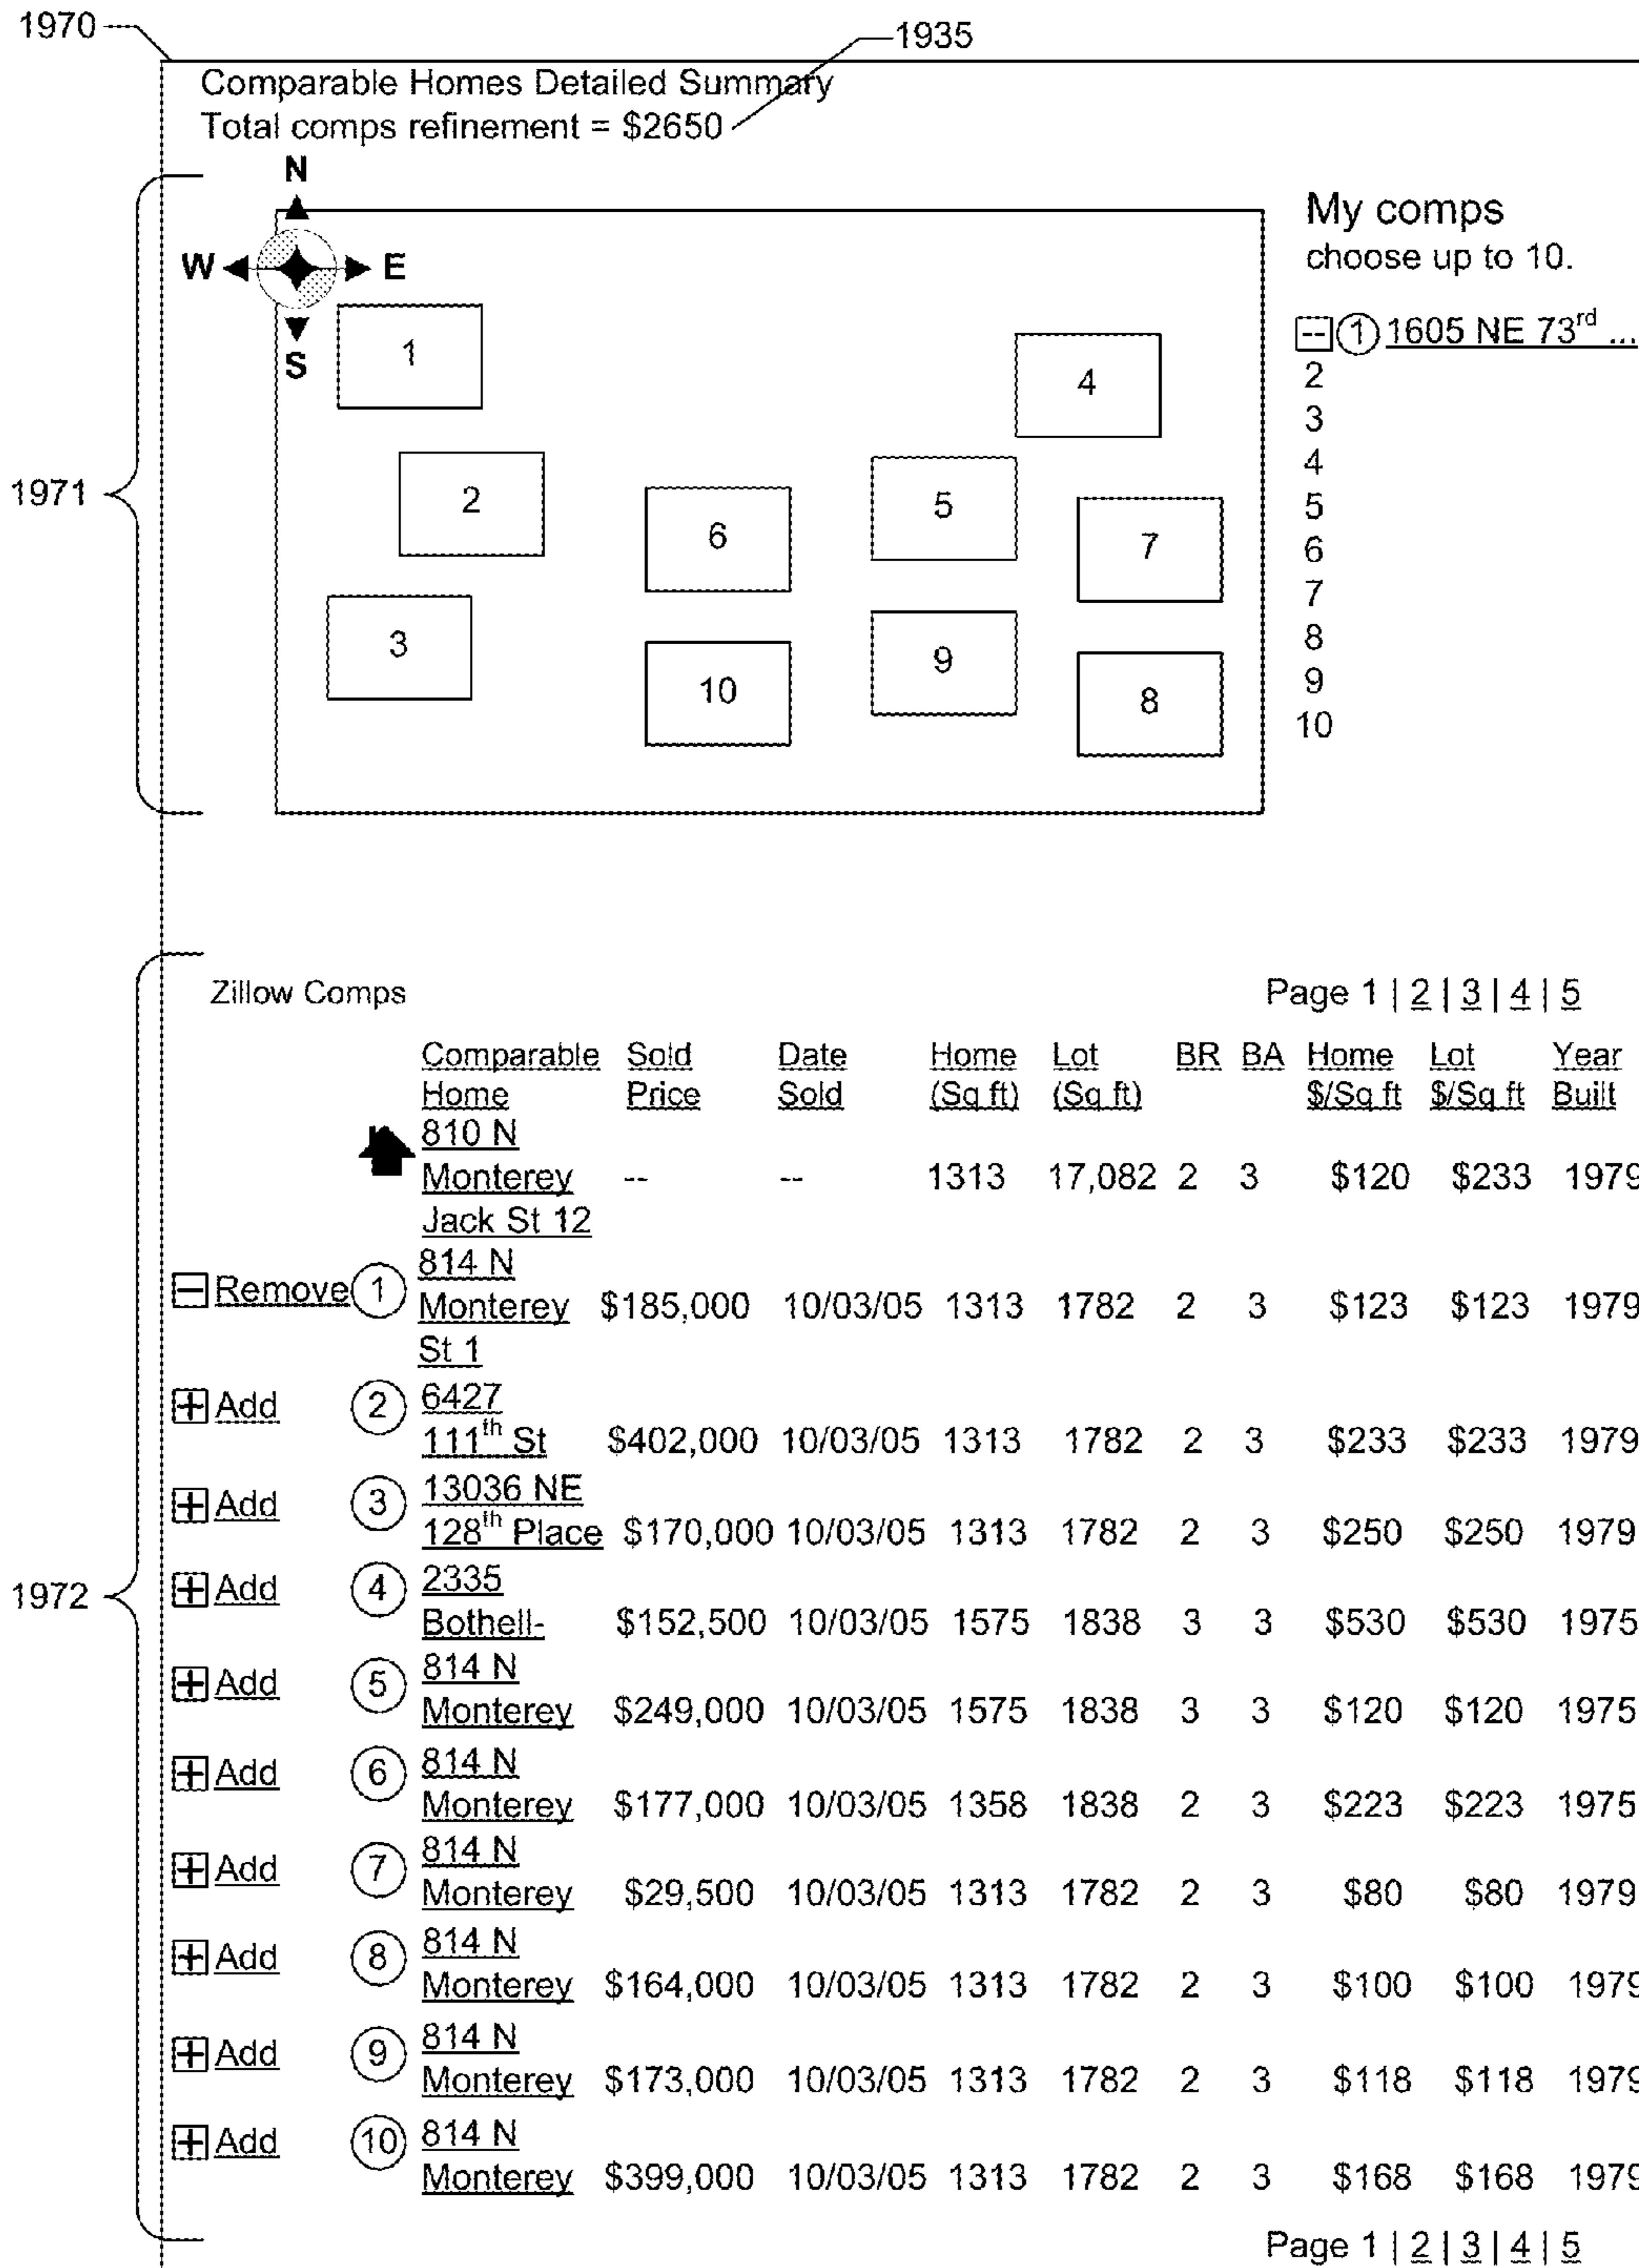 1970
1935
Comparable Homes Detailed Summary
Total comps refinement = $2650
N
W E
S
1971
1
2
3
4
5
6
7
8
9
10
My comps
choose up to 10.
-- 1 1605 NE 73rd ...
2
3
4
5
6
7
8
9
10
1972
Zillow Comps Page 1 | 2 | 3 | 4 | 5
Comparable Sold Date Home Lot BR BA Home Lot Year
Home Price Sold (Sq ft) (Sq ft) $/Sq ft $/Sq ft Built
810 N
Monterey -- -- 1313 17,082 2 3 $120 $233 1979
Jack St 12
814 N
Remove 1 Monterey $185,000 10/03/05 1313 1782 2 3 $123 $123 1979
St 1
+ Add 2 6427
111th St $402,000 10/03/05 1313 1782 2 3 $233 $233 1979
+ Add 3 13036 NE
128th Place $170,000 10/03/05 1313 1782 2 3 $250 $250 1979
+ Add 4 2335
Bothell- $152,500 10/03/05 1575 1838 3 3 $530 $530 1975
+ Add 5 814 N
Monterey $249,000 10/03/05 1575 1838 3 3 $120 $120 1975
+ Add 6 814 N
Monterey $177,000 10/03/05 1358 1838 2 3 $223 $223 1975
+ Add 7 814 N
Monterey $29,500 10/03/05 1313 1782 2 3 $80 $80 1979
+ Add 8 814 N
Monterey $164,000 10/03/05 1313 1782 2 3 $100 $100 1979
+ Add 9 814 N
Monterey $173,000 10/03/05 1313 1782 2 3 $118 $118 1979
+ Add 10 814 N
Monterey $399,000 10/03/05 1313 1782 2 3 $168 $168 1979
Page 1 | 2 | 3 | 4 | 5